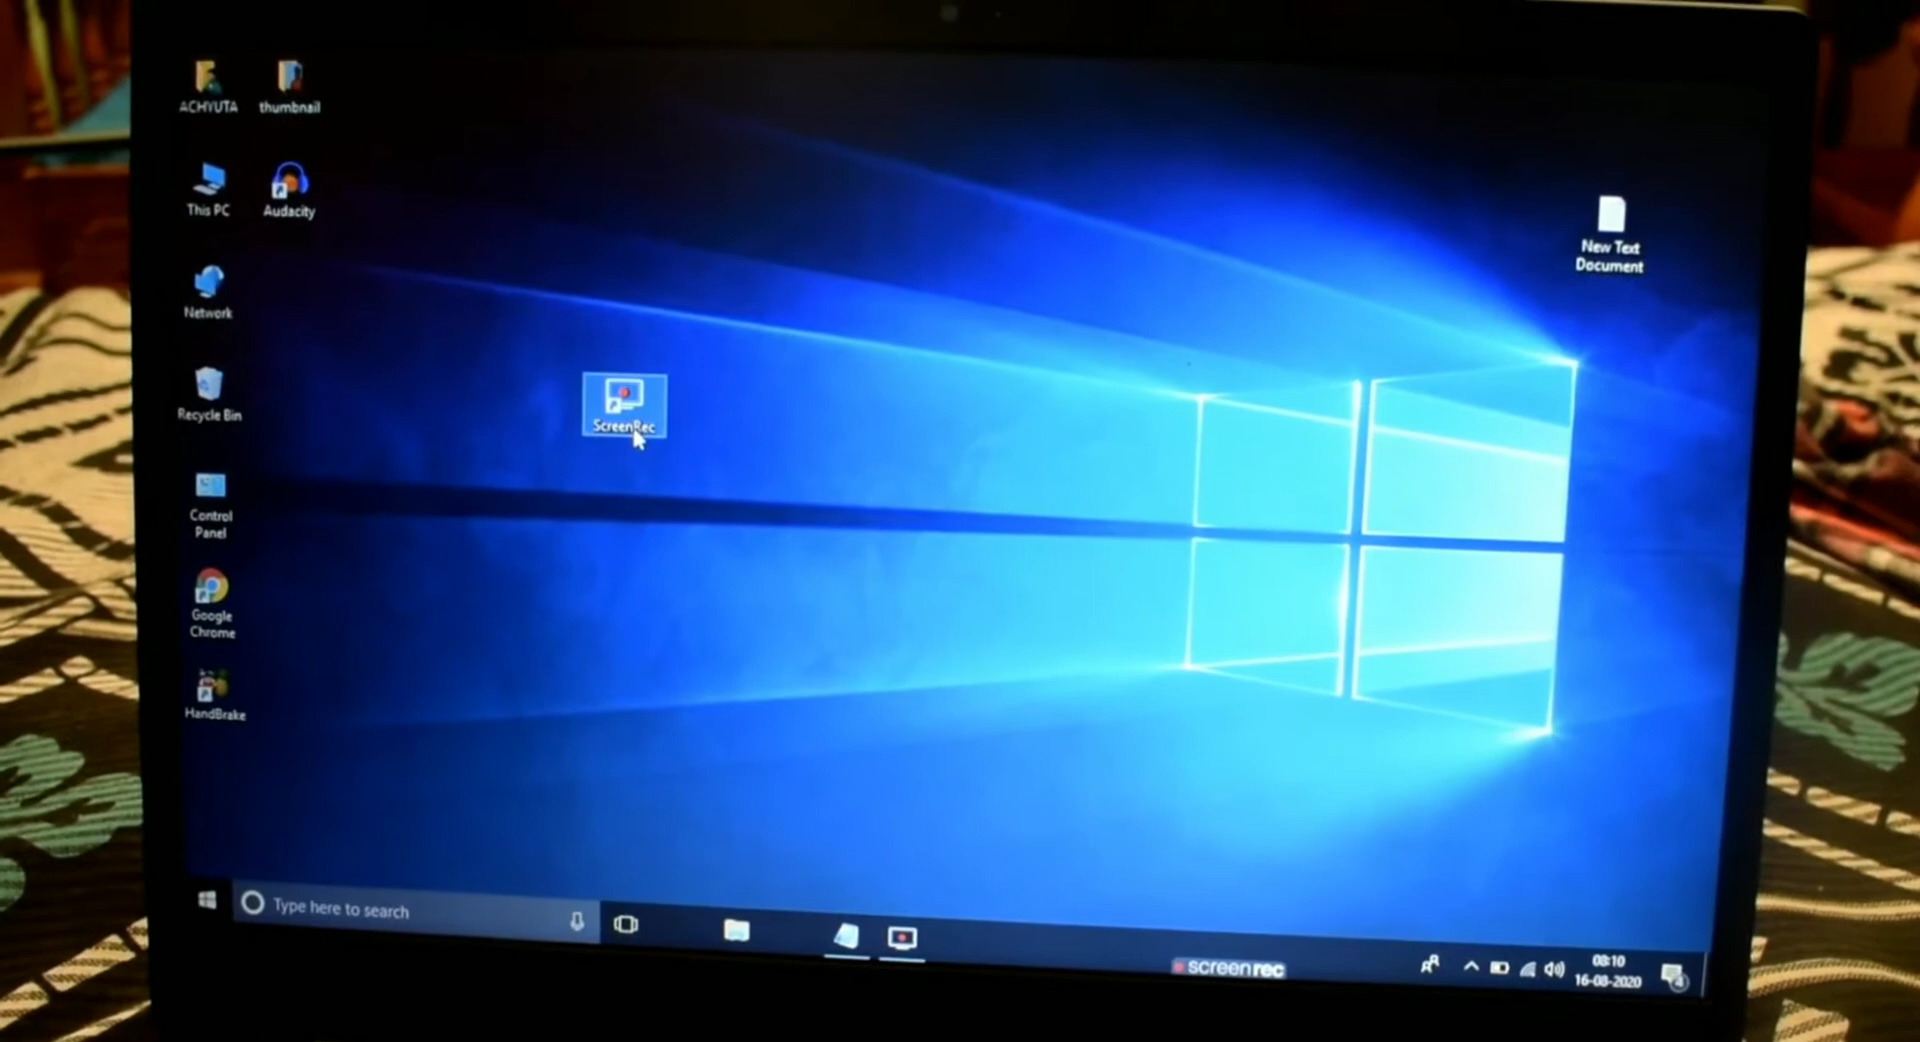 ACHYUTA
thumbnail
This PC
Audacity
Network
Recycle Bin
Control
Panel
Google
Chrome
HandBrake
ScreenRec
New Text
Document
Type here to search
screenrec
08:10
16-08-2020
4